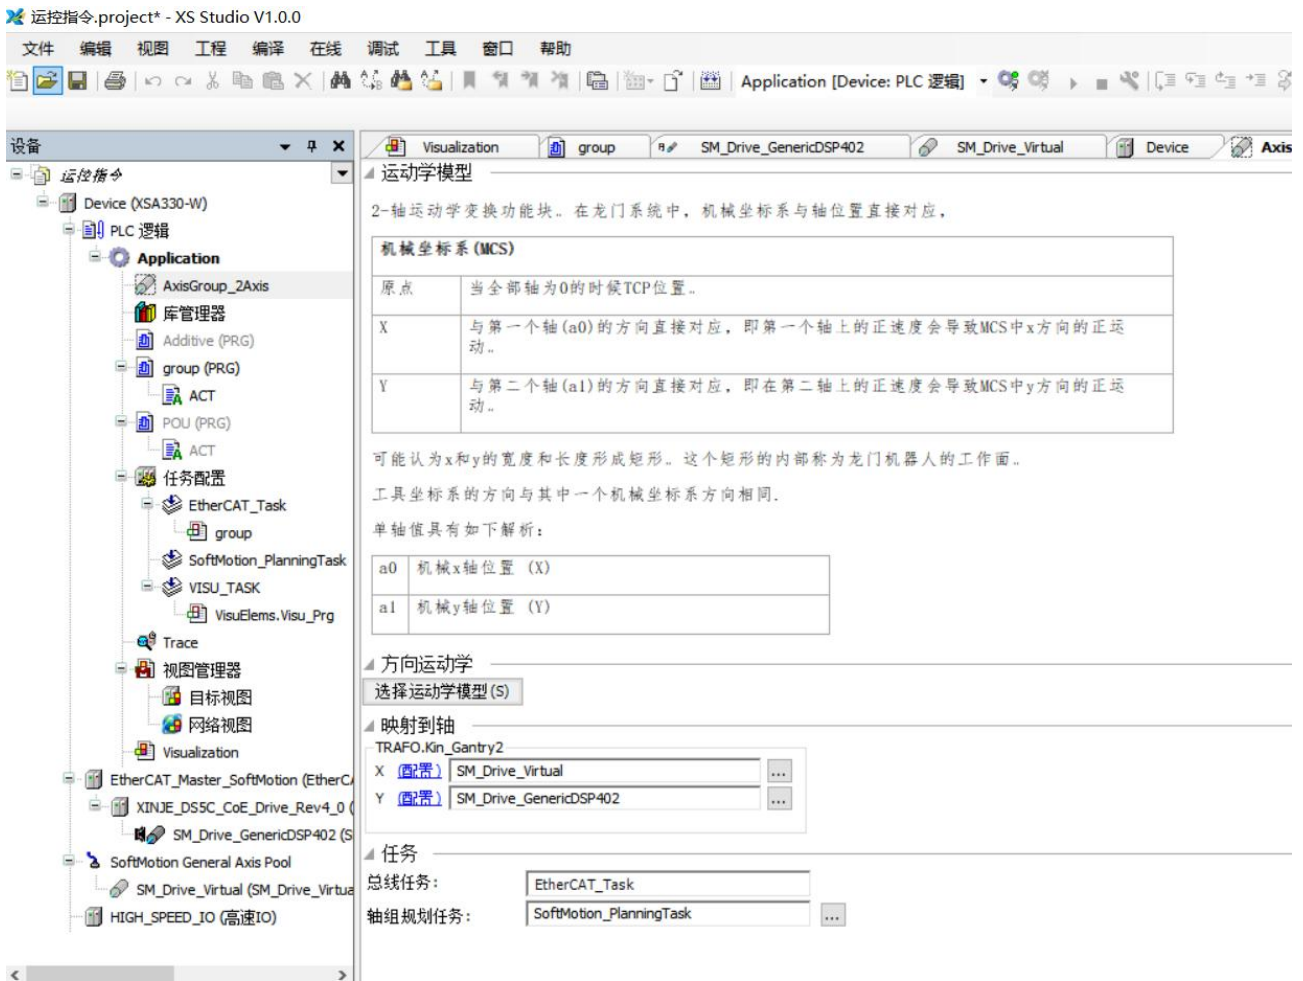 运控指令.project* - XS Studio V1.0.0
文件 编辑 视图 工程 编译 在线 调试 工具 窗口 帮助
Application [Device: PLC 逻辑]
设备
运控指令
Device (XSA330-W)
PLC 逻辑
Application
AxisGroup_2Axis
库管理器
Additive (PRG)
group (PRG)
ACT
POU (PRG)
ACT
任务配置
EtherCAT_Task
group
SoftMotion_PlanningTask
VISU_TASK
VisuElems.Visu_Prg
Trace
视图管理器
目标视图
网络视图
Visualization
EtherCAT_Master_SoftMotion (EtherCA
XINJE_DS5C_CoE_Drive_Rev4_0 (
SM_Drive_GenericDSP402 (S
SoftMotion General Axis Pool
SM_Drive_Virtual (SM_Drive_Virtua
HIGH_SPEED_IO (高速IO)
Visualization group SM_Drive_GenericDSP402 SM_Drive_Virtual Device Axis
运动学模型
2-轴运动学变换功能块。在龙门系统中，机械坐标系与轴位置直接对应，
机械坐标系(MCS)
原点 当全部轴为0的时候TCP位置。
X 与第一个轴(a0)的方向直接对应，即第一个轴上的正速度会导致MCS中x方向的正运
动。
Y 与第二个轴(a1)的方向直接对应，即在第二轴上的正速度会导致MCS中y方向的正运
动。
可能认为x和y的宽度和长度形成矩形。这个矩形的内部称为龙门机器人的工作面。
工具坐标系的方向与其中一个机械坐标系方向相同.
单轴值具有如下解析：
a0 机械x轴位置 (X)
a1 机械y轴位置 (Y)
方向运动学
选择运动学模型(S)
映射到轴
TRAFO.Kin_Gantry2
X (配置) SM_Drive_Virtual ...
Y (配置) SM_Drive_GenericDSP402 ...
任务
总线任务: EtherCAT_Task
轴组规划任务: SoftMotion_PlanningTask ...